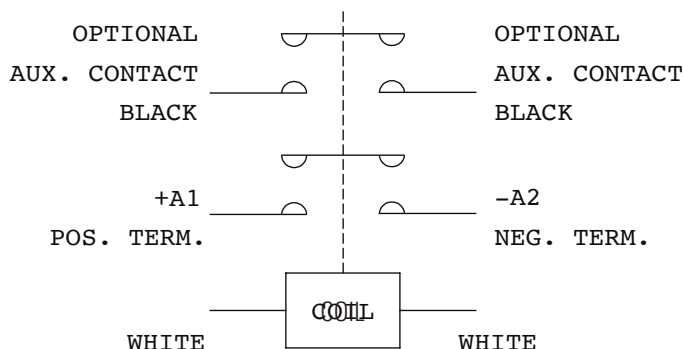 OPTIONAL
AUX. CONTACT
BLACK
OPTIONAL
AUX. CONTACT
BLACK
+A1
POS. TERM.
-A2
NEG. TERM.
COIL
WHITE
WHITE